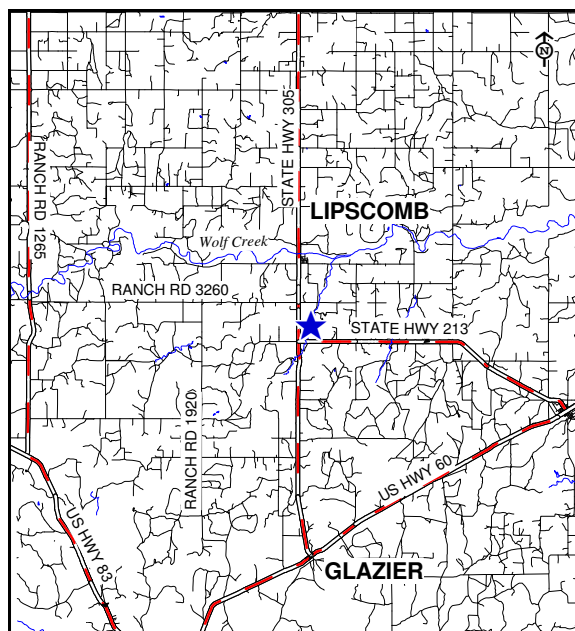 N
STATE HWY 305
RANCH RD 1265
LIPSCOMB
Wolf Creek
RANCH RD 3260
STATE HWY 213
RANCH RD 1920
US HWY 60
US HWY 83
GLAZIER